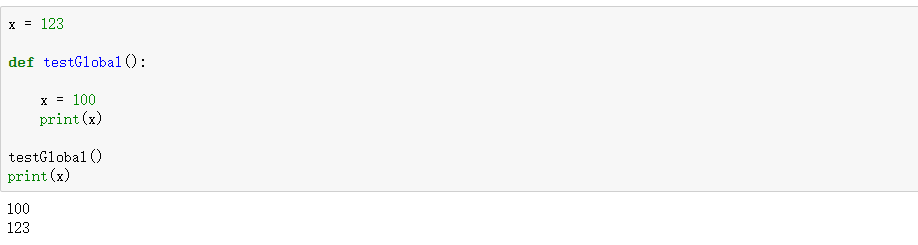 x = 123
def testGlobal():
x = 100
print(x)
testGlobal()
print(x)
100
123